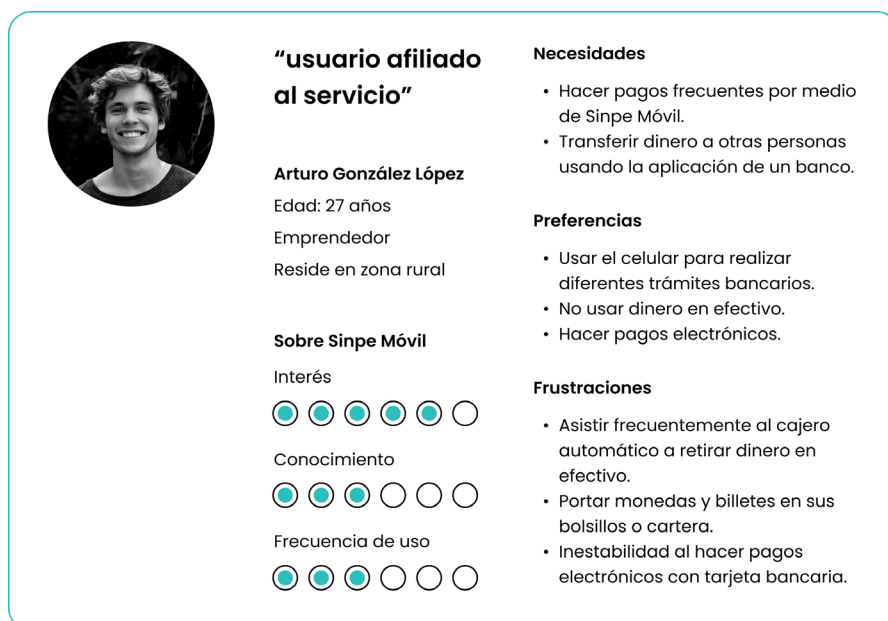 “usuario afiliado
al servicio”
Arturo González López
Edad: 27 años
Emprendedor
Reside en zona rural
Sobre Sinpe Móvil
Interés
Conocimiento
Frecuencia de uso
Necesidades
• Hacer pagos frecuentes por medio
de Sinpe Móvil.
• Transferir dinero a otras personas
usando la aplicación de un banco.
Preferencias
• Usar el celular para realizar
diferentes trámites bancarios.
• No usar dinero en efectivo.
• Hacer pagos electrónicos.
Frustraciones
• Asistir frecuentemente al cajero
automático a retirar dinero en
efectivo.
• Portar monedas y billetes en sus
bolsillos o cartera.
• Inestabilidad al hacer pagos
electrónicos con tarjeta bancaria.